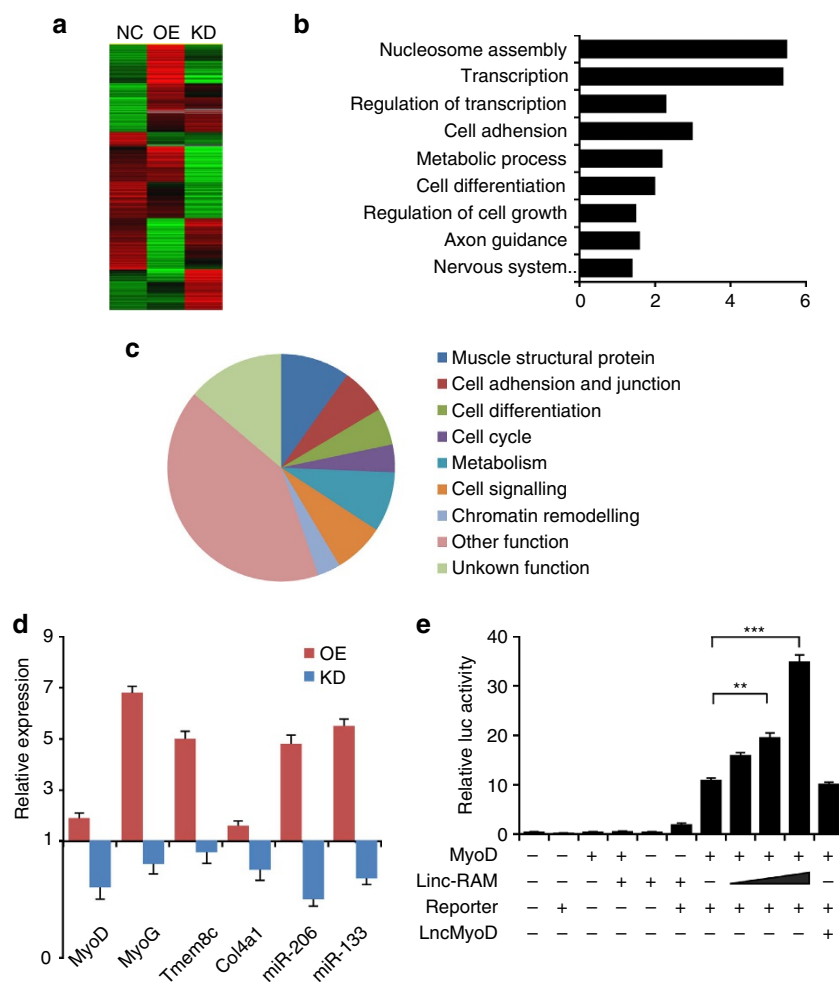 a
NC OE KD
b
Nucleosome assembly
Transcription
Regulation of transcription
Cell adhension
Metabolic process
Cell differentiation
Regulation of cell growth
Axon guidance
Nervous system..
0 2 4 6
c
Muscle structural protein
Cell adhension and junction
Cell differentiation
Cell cycle
Metabolism
Cell signalling
Chromatin remodelling
Other function
Unkown function
d
Relative expression
9
7
5
3
1
0
OE
KD
MyoD MyoG Tmem8c Col4a1 miR-206 miR-133
e
Relative luc activity
40
30
20
10
0
***
**
MyoD – – + + – – + + + + +
Linc-RAM – – – + + + – –
Reporter – + – – – + + + + + +
LncMyoD – – – – – – – – – – +